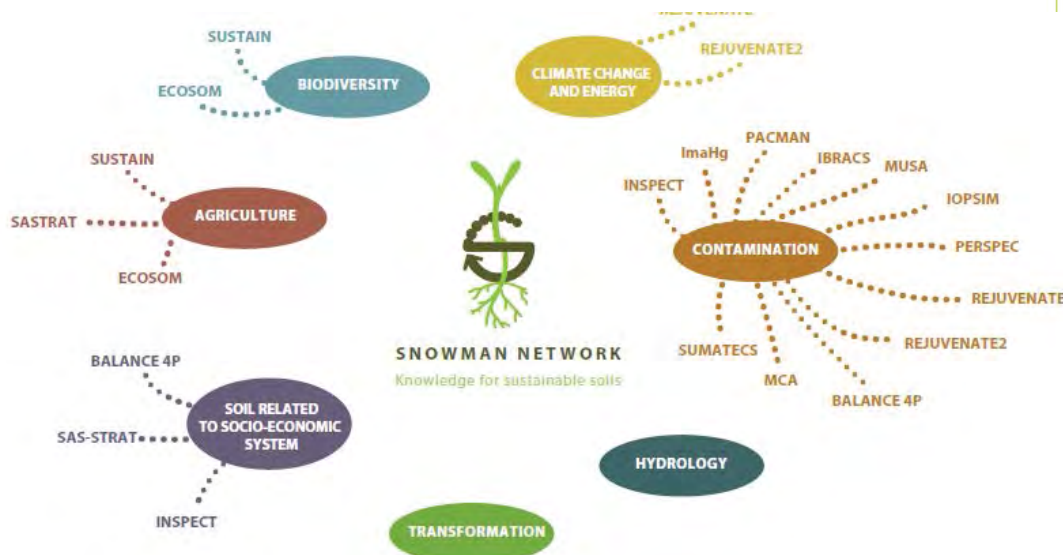 SUSTAIN
ECOSOM
BIODIVERSITY
REJUVENATE2
CLIMATE CHANGE
AND ENERGY
SUSTAIN
SASTRAT
ECOSOM
AGRICULTURE
INSPECT
ImaHg
PACMAN
IBRACS
MUSA
IOPSIM
PERSPEC
REJUVENATE
REJUVENATE2
BALANCE 4P
MCA
SUMATECS
CONTAMINATION
SNOWMAN NETWORK
Knowledge for sustainable soils
BALANCE 4P
SAS-STRAT
INSPECT
SOIL RELATED
TO SOCIO-ECONOMIC
SYSTEM
HYDROLOGY
TRANSFORMATION